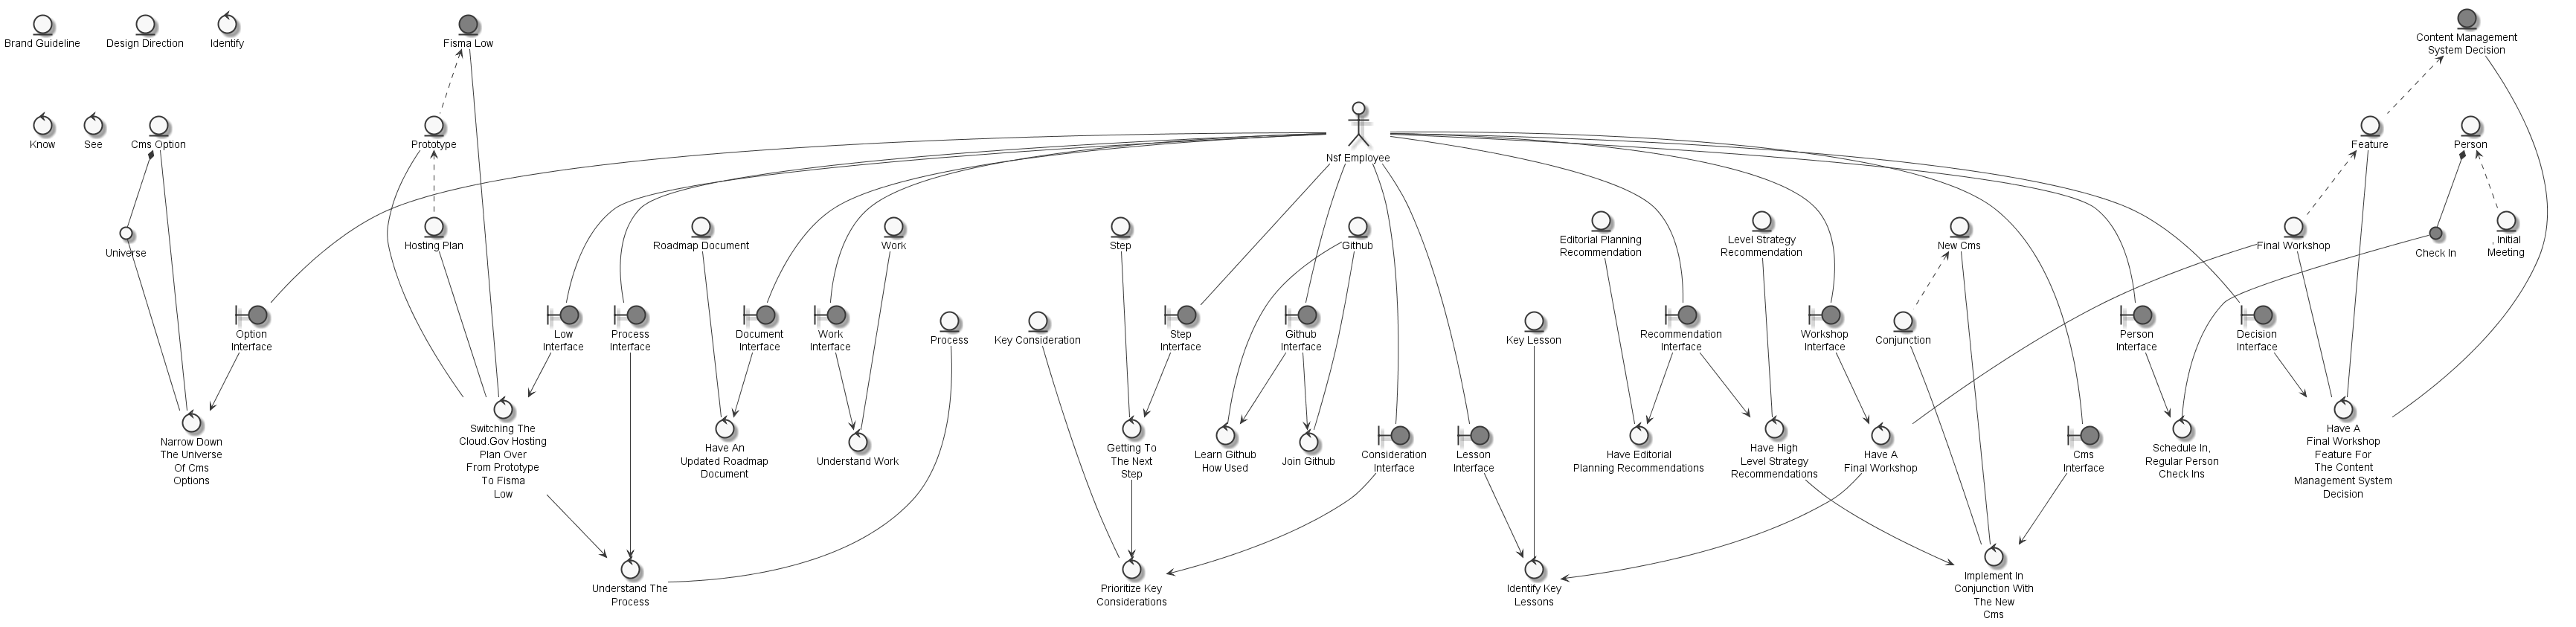 Brand Guideline
Design Direction
Identify
Fisma Low
Content Management
System Decision
Know
See
Cms Option
Prototype
Nsf Employee
Feature
Person
Universe
Hosting Plan
Roadmap Document
Work
Step
Github
Editorial Planning
Recommendation
Level Strategy
Recommendation
New Cms
Final Workshop
Check In
, Initial
Meeting
Option
Interface
Low
Interface
Process
Interface
Document
Interface
Work
Interface
Process
Key Consideration
Step
Interface
Github
Interface
Key Lesson
Recommendation
Interface
Workshop
Interface
Conjunction
Person
Interface
Decision
Interface
Narrow Down
The Universe
Of Cms
Options
Switching The
Cloud.Gov Hosting
Plan Over
From Prototype
To Fisma
Low
Have An
Updated Roadmap
Document
Understand Work
Getting To
The Next
Step
Learn Github
How Used
Join Github
Consideration
Interface
Lesson
Interface
Have Editorial
Planning Recommendations
Have High
Level Strategy
Recommendations
Have A
Final Workshop
Cms
Interface
Schedule In,
Regular Person
Check Ins
Have A
Final Workshop
Feature For
The Content
Management System
Decision
Understand The
Process
Prioritize Key
Considerations
Identify Key
Lessons
Implement In
Conjunction With
The New
Cms